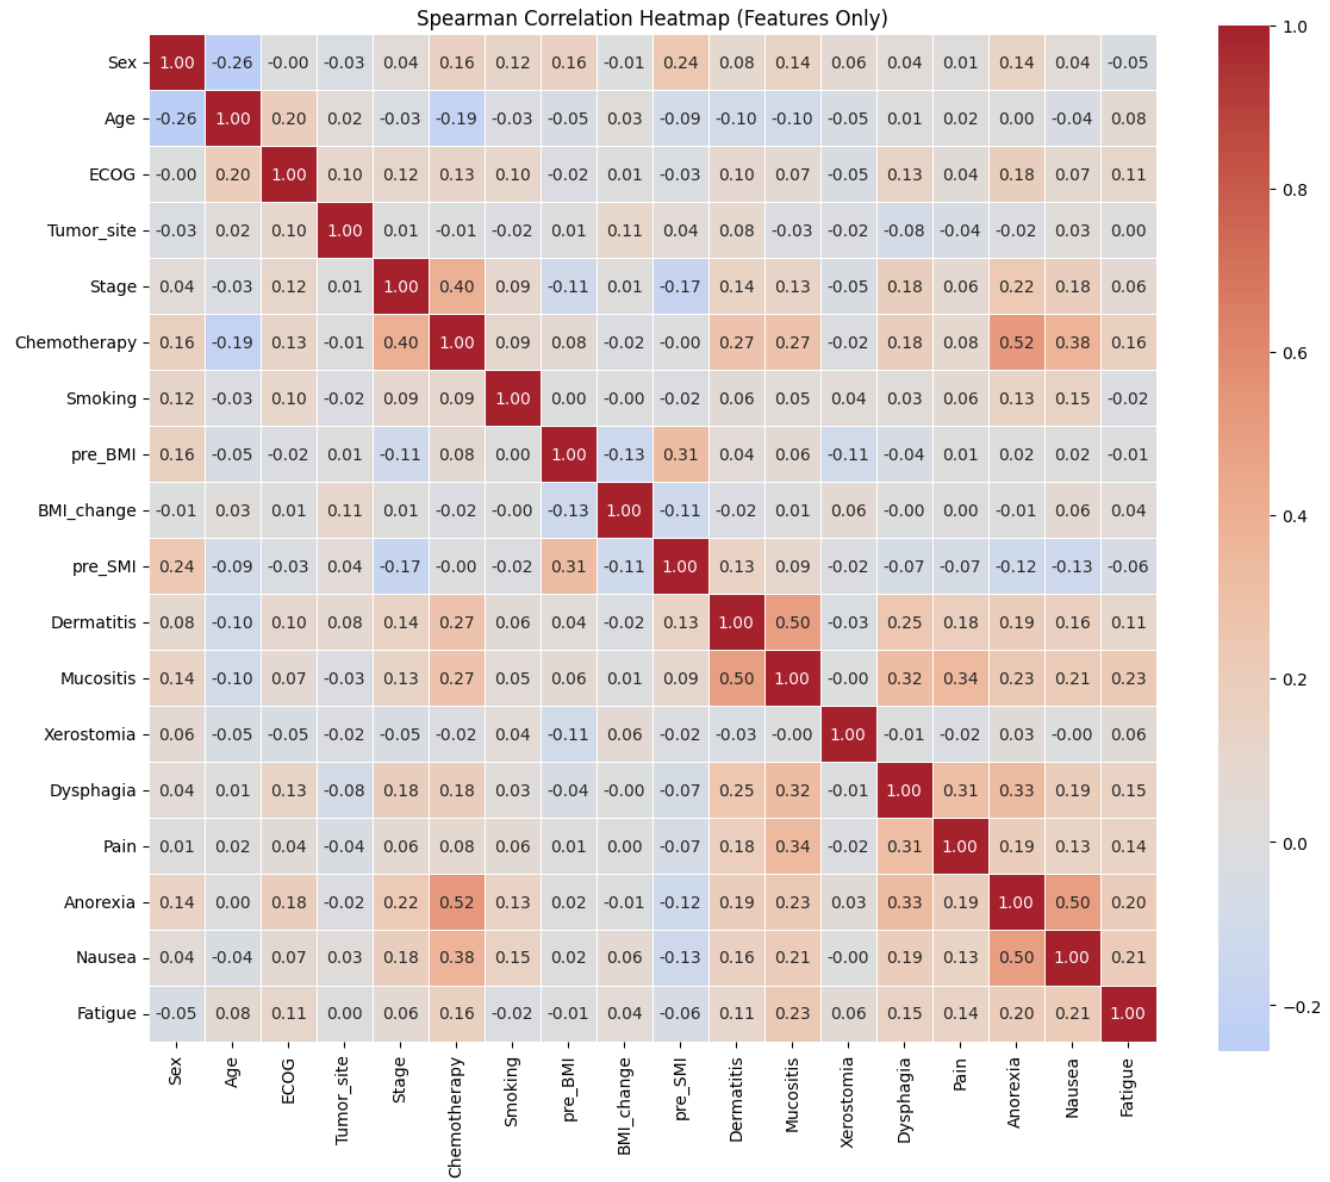 Spearman Correlation Heatmap (Features Only)
Sex 1.00 -0.26 -0.00 -0.03 0.04 0.16 0.12 0.16 -0.01 0.24 0.08 0.14 0.06 0.04 0.01 0.14 0.04 -0.05
Age -0.26 1.00 0.20 0.02 -0.03 -0.19 -0.03 -0.05 0.03 -0.09 -0.10 -0.10 -0.05 0.01 0.02 0.00 -0.04 0.08
ECOG -0.00 0.20 1.00 0.10 0.12 0.13 0.10 -0.02 0.01 -0.03 0.10 0.07 -0.05 0.13 0.04 0.18 0.07 0.11
Tumor_site -0.03 0.02 0.10 1.00 0.01 -0.01 -0.02 0.01 0.11 0.04 0.08 -0.03 -0.02 -0.08 -0.04 -0.02 0.03 0.00
Stage 0.04 -0.03 0.12 0.01 1.00 0.40 0.09 -0.11 0.01 -0.17 0.14 0.13 -0.05 0.18 0.06 0.22 0.18 0.06
Chemotherapy 0.16 -0.19 0.13 -0.01 0.40 1.00 0.09 0.08 -0.02 -0.00 0.27 0.27 -0.02 0.18 0.08 0.52 0.38 0.16
Smoking 0.12 -0.03 0.10 -0.02 0.09 0.09 1.00 0.00 -0.00 -0.02 0.06 0.05 0.04 0.03 0.06 0.13 0.15 -0.02
pre_BMI 0.16 -0.05 -0.02 0.01 -0.11 0.08 0.00 1.00 -0.13 0.31 0.04 0.06 -0.11 -0.04 0.01 0.02 0.02 -0.01
BMI_change -0.01 0.03 0.01 0.11 0.01 -0.02 -0.00 -0.13 1.00 -0.11 -0.02 0.01 0.06 -0.00 0.00 -0.01 0.06 0.04
pre_SMI 0.24 -0.09 -0.03 0.04 -0.17 -0.00 -0.02 0.31 -0.11 1.00 0.13 0.09 -0.02 -0.07 -0.07 -0.12 -0.13 -0.06
Dermatitis 0.08 -0.10 0.10 0.08 0.14 0.27 0.06 0.04 -0.02 0.13 1.00 0.50 -0.03 0.25 0.18 0.19 0.16 0.11
Mucositis 0.14 -0.10 0.07 -0.03 0.13 0.27 0.05 0.06 0.01 0.09 0.50 1.00 -0.00 0.32 0.34 0.23 0.21 0.23
Xerostomia 0.06 -0.05 -0.05 -0.02 -0.05 -0.02 0.04 -0.11 0.06 -0.02 -0.03 -0.00 1.00 -0.01 -0.02 0.03 -0.00 0.06
Dysphagia 0.04 0.01 0.13 -0.08 0.18 0.18 0.03 -0.04 -0.00 -0.07 0.25 0.32 -0.01 1.00 0.31 0.33 0.19 0.15
Pain 0.01 0.02 0.04 -0.04 0.06 0.08 0.06 0.01 0.00 -0.07 0.18 0.34 -0.02 0.31 1.00 0.19 0.13 0.14
Anorexia 0.14 0.00 0.18 -0.02 0.22 0.52 0.13 0.02 -0.01 -0.12 0.19 0.23 0.03 0.33 0.19 1.00 0.50 0.20
Nausea 0.04 -0.04 0.07 0.03 0.18 0.38 0.15 0.02 0.06 -0.13 0.16 0.21 -0.00 0.19 0.13 0.50 1.00 0.21
Fatigue -0.05 0.08 0.11 0.00 0.06 0.16 -0.02 -0.01 0.04 -0.06 0.11 0.23 0.06 0.15 0.14 0.20 0.21 1.00
Sex Age ECOG Tumor_site Stage Chemotherapy Smoking pre_BMI BMI_change pre_SMI Dermatitis Mucositis Xerostomia Dysphagia Pain Anorexia Nausea Fatigue
1.0
0.8
0.6
0.4
0.2
0.0
−0.2